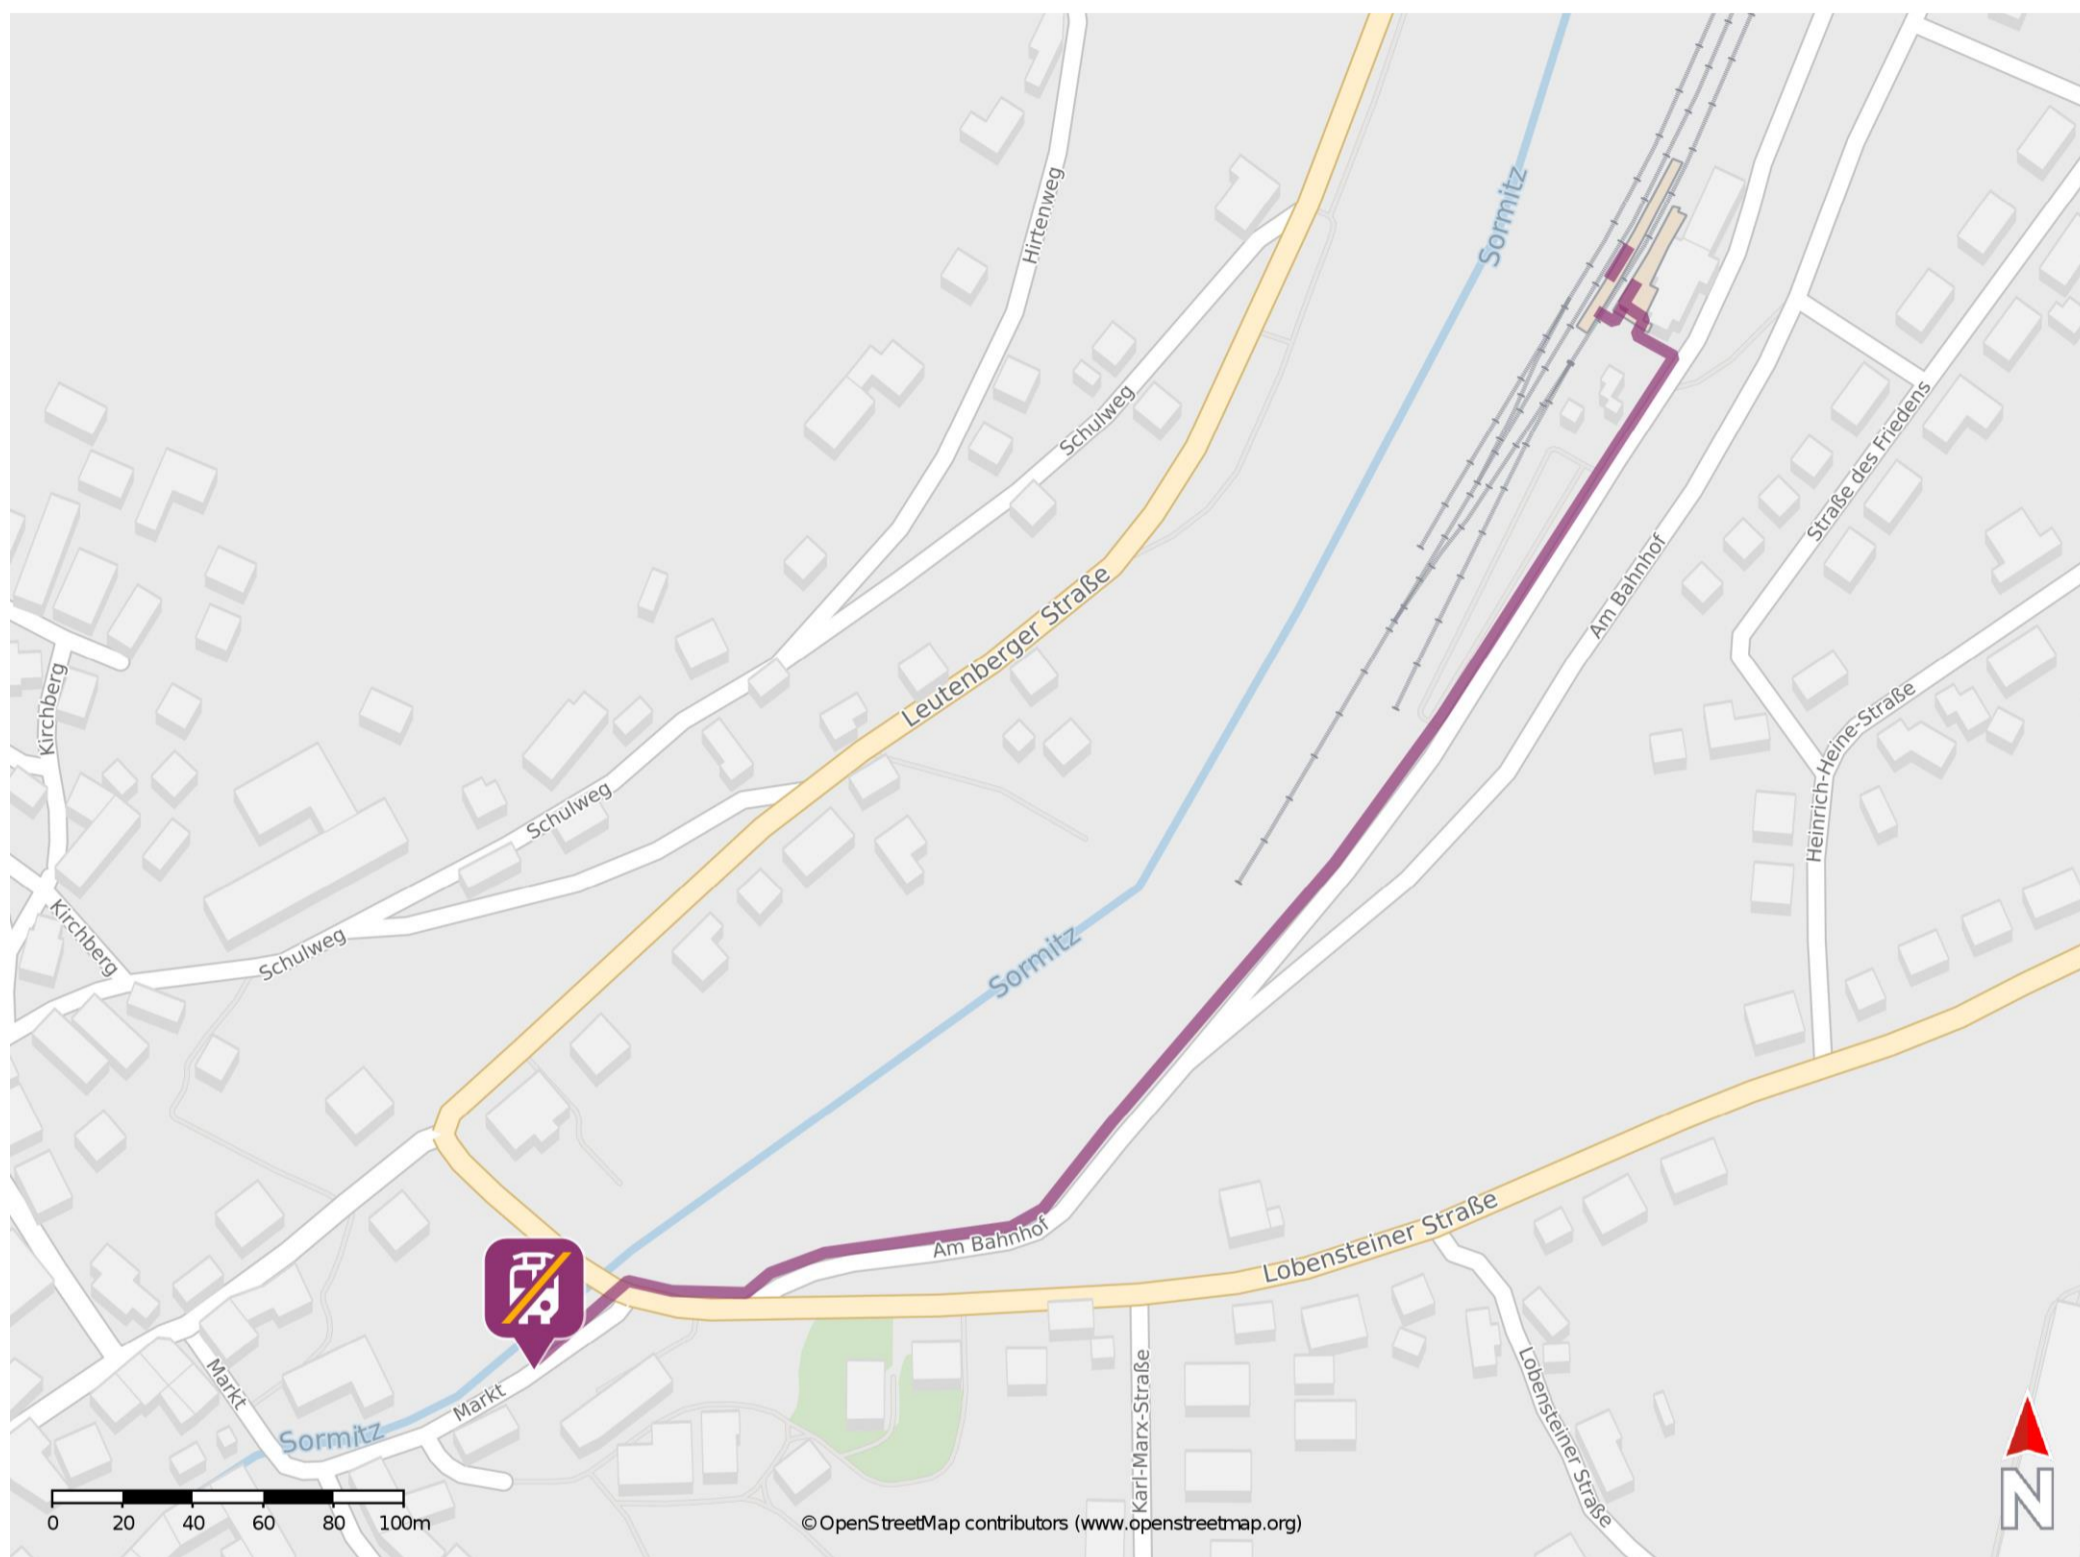 Hirtenweg
Sormitz
Schulweg
Straße des Friedens
Am Bahnhof
Leutenberger Straße
Kirchberg
Heinrich-Heine-Straße
Schulweg
Kirchberg
Schulweg
Sormitz
Am Bahnhof
Lobensteiner Straße
Markt
Markt
Sormitz
Karl-Marx-Straße
Lobensteiner Straße
N
0 20 40 60 80 100m
© OpenStreetMap contributors (www.openstreetmap.org)